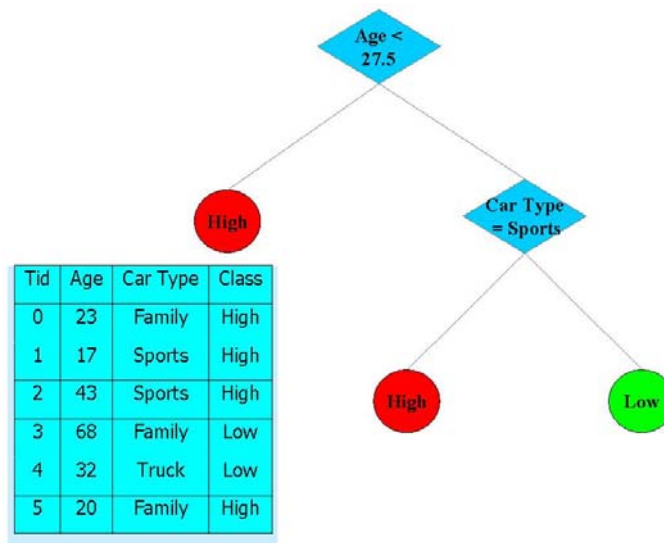 Age <
27.5
High
Car Type
= Sports
High
Low
Tid Age Car Type Class
0 23 Family High
1 17 Sports High
2 43 Sports High
3 68 Family Low
4 32 Truck Low
5 20 Family High